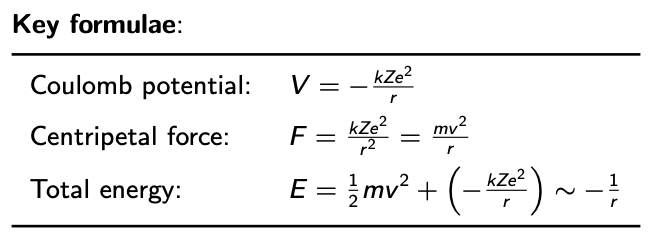 Key formulae:
Coulomb potential: V = −kZe²/r
Centripetal force: F = kZe²/r² = mv²/r
Total energy: E = ½mv² + (−kZe²/r) ∼ −1/r